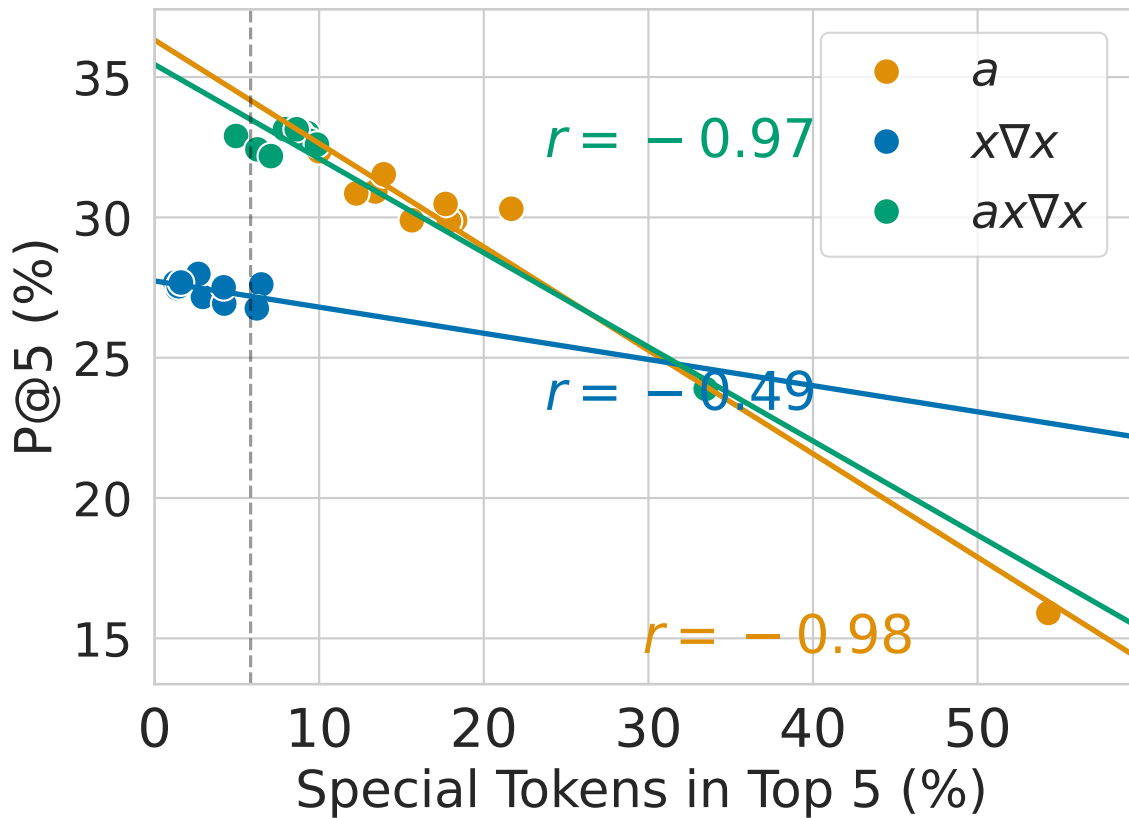 35
30
25
20
15
P@5 (%)
a
x∇x
ax∇x
r = − 0.97
r = − 0.49
r = − 0.98
0 10 20 30 40 50
Special Tokens in Top 5 (%)